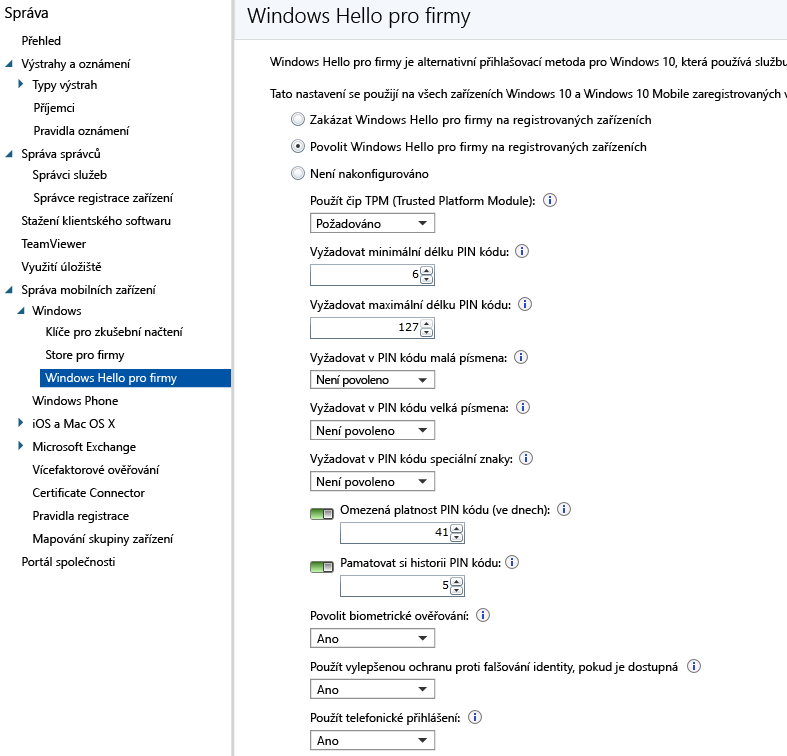 Správa
Přehled
Výstrahy a oznámení
Typy výstrah
Příjemci
Pravidla oznámení
Správa správců
Správci služeb
Správce registrace zařízení
Stažení klientského softwaru
TeamViewer
Využití úložiště
Správa mobilních zařízení
Windows
Klíče pro zkušební načtení
Store pro firmy
Windows Hello pro firmy
Windows Phone
iOS a Mac OS X
Microsoft Exchange
Vícefaktorové ověřování
Certificate Connector
Pravidla registrace
Mapování skupiny zařízení
Portál společnosti
Windows Hello pro firmy
Windows Hello pro firmy je alternativní přihlašovací metoda pro Windows 10, která používá službu
Tato nastavení se použijí na všech zařízeních Windows 10 a Windows 10 Mobile zaregistrovaných v
Zakázat Windows Hello pro firmy na registrovaných zařízeních
Povolit Windows Hello pro firmy na registrovaných zařízeních
Není nakonfigurováno
Použít čip TPM (Trusted Platform Module):
Požadováno
Vyžadovat minimální délku PIN kódu:
6
Vyžadovat maximální délku PIN kódu:
127
Vyžadovat v PIN kódu malá písmena:
Není povoleno
Vyžadovat v PIN kódu velká písmena:
Není povoleno
Vyžadovat v PIN kódu speciální znaky:
Není povoleno
Omezená platnost PIN kódu (ve dnech):
41
Pamatovat si historii PIN kódu:
5
Povolit biometrické ověřování:
Ano
Použít vylepšenou ochranu proti falšování identity, pokud je dostupná
Ano
Použít telefonické přihlášení:
Ano